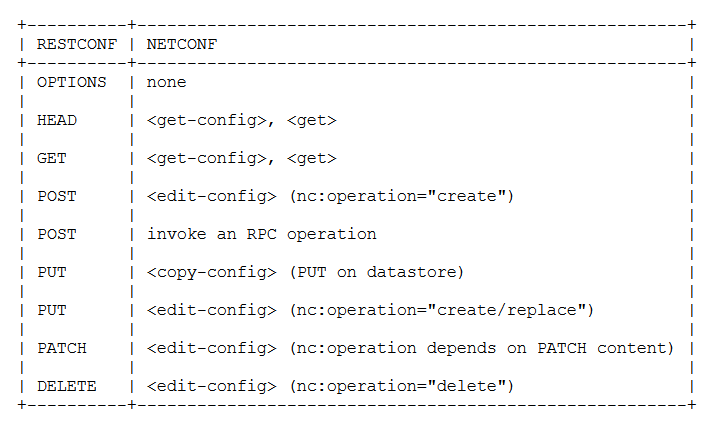 +----------+--------------------------------------------------------+
| RESTCONF | NETCONF                                                |
+----------+--------------------------------------------------------+
| OPTIONS  | none                                                   |
|          |                                                        |
| HEAD     | <get-config>, <get>                                    |
|          |                                                        |
| GET      | <get-config>, <get>                                    |
|          |                                                        |
| POST     | <edit-config> (nc:operation="create")                  |
|          |                                                        |
| POST     | invoke an RPC operation                                |
|          |                                                        |
| PUT      | <copy-config> (PUT on datastore)                       |
|          |                                                        |
| PUT      | <edit-config> (nc:operation="create/replace")          |
|          |                                                        |
| PATCH    | <edit-config> (nc:operation depends on PATCH content)  |
|          |                                                        |
| DELETE   | <edit-config> (nc:operation="delete")                  |
+----------+--------------------------------------------------------+